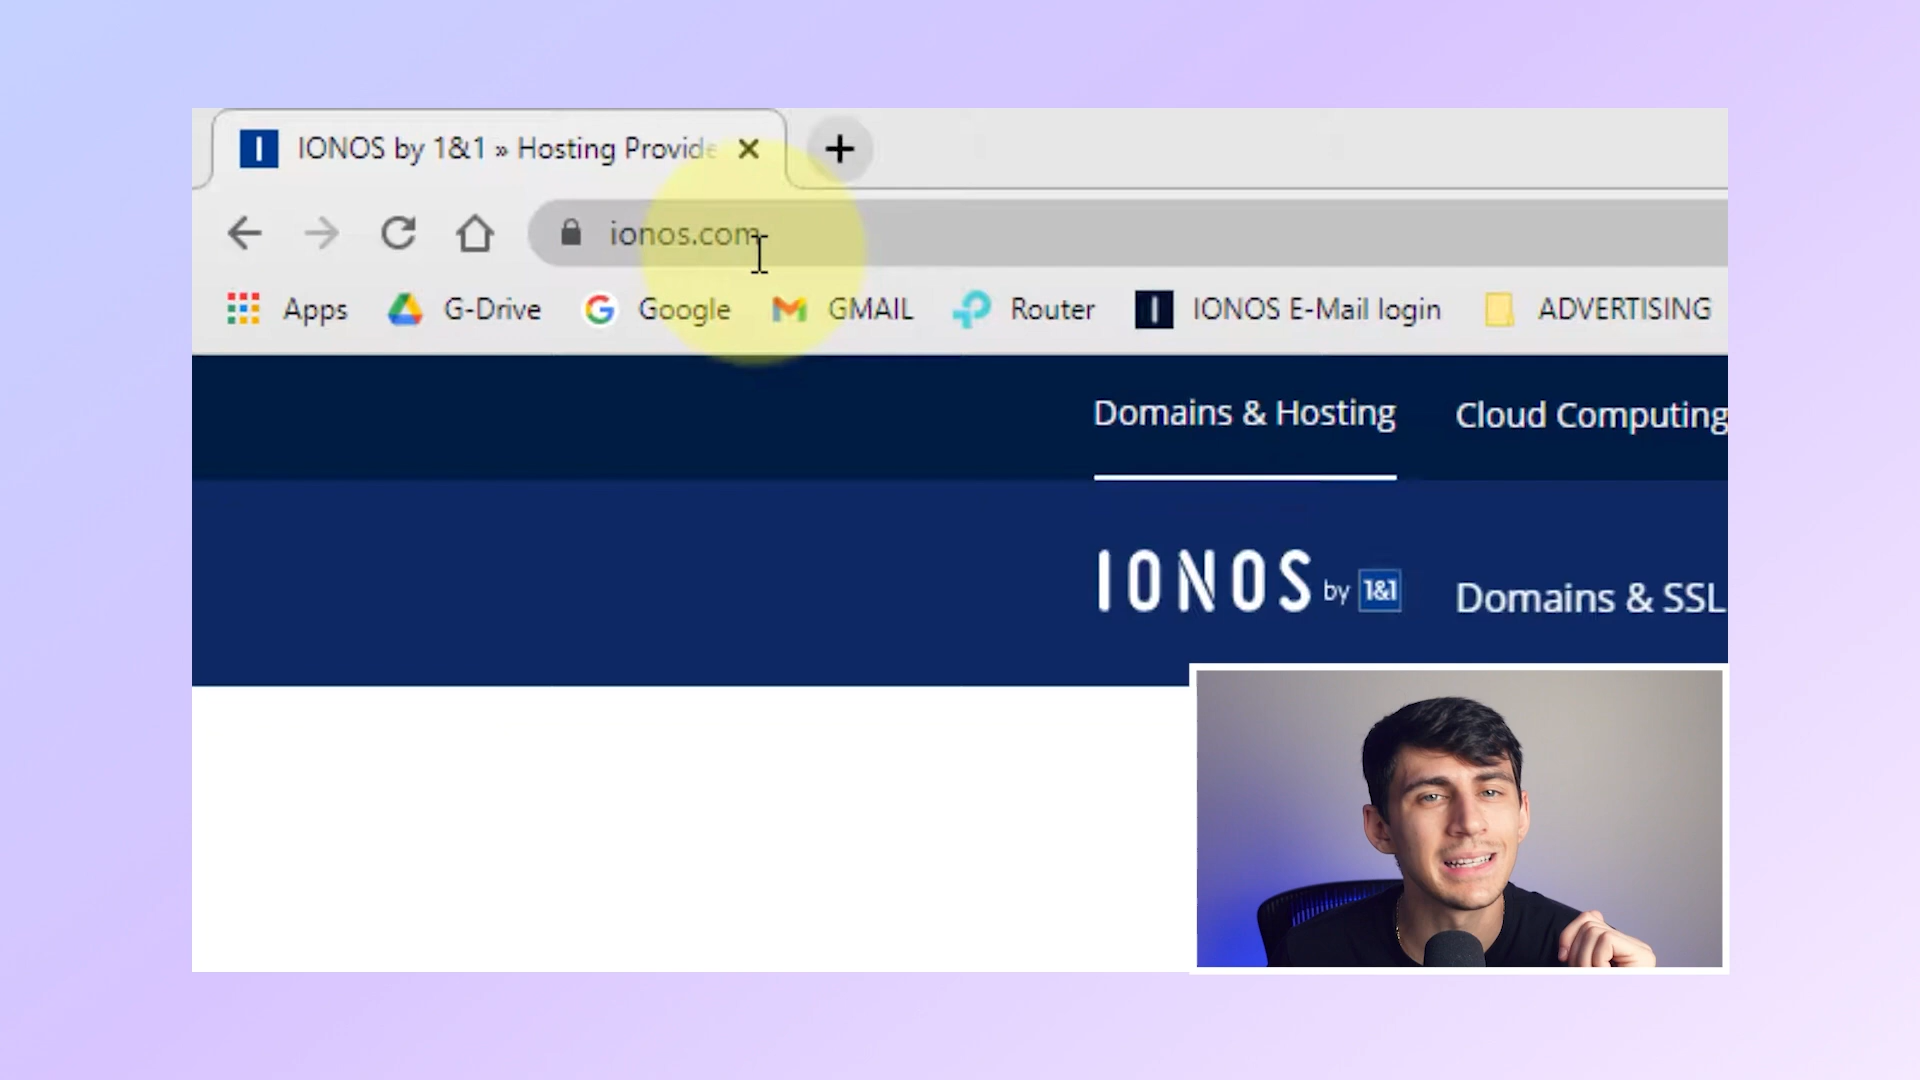 IONOS by 1&1 » Hosting Provide
ionos.com
Apps G-Drive Google GMAIL Router IONOS E-Mail login ADVERTISING
Domains & Hosting Cloud Computing
IONOS by 1&1 Domains & SSL